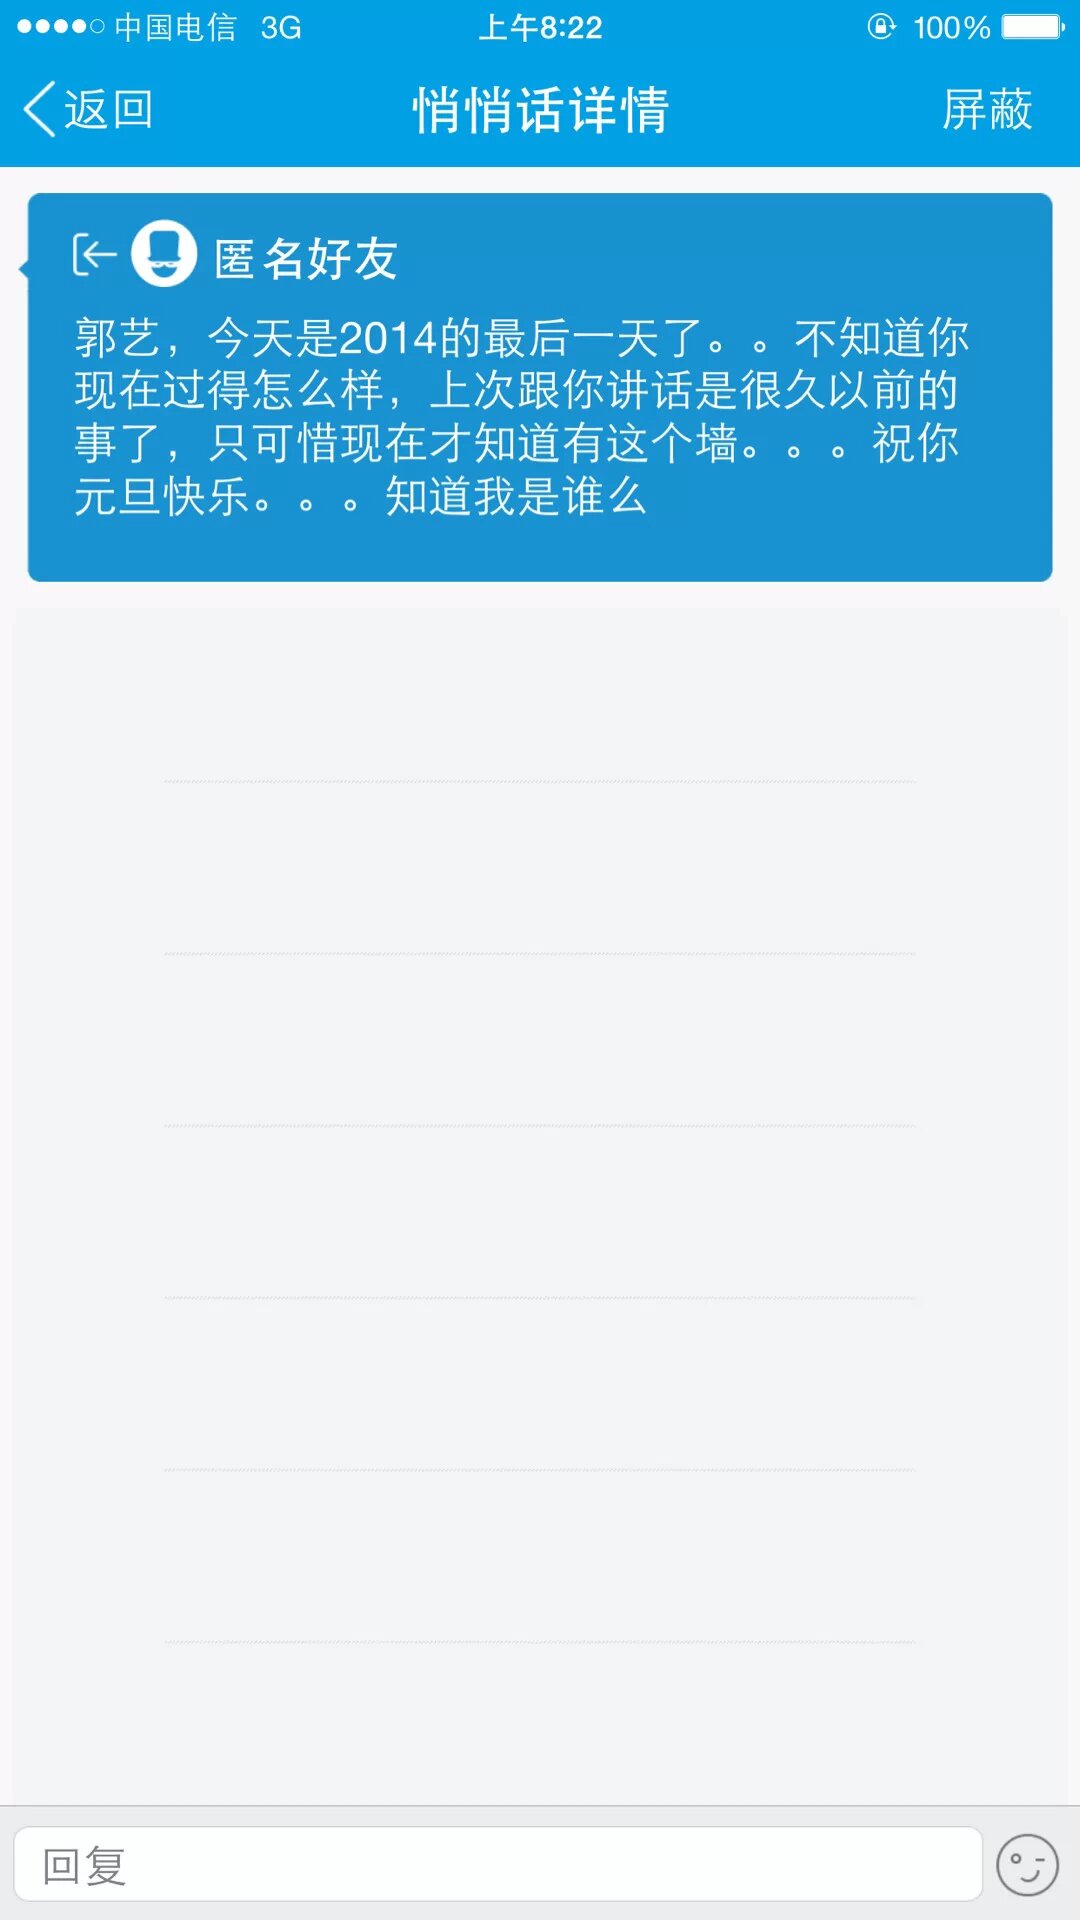 中国电信 3G 上午8:22 100%
返回 悄悄话详情 屏蔽
匿名好友
郭艺，今天是2014的最后一天了。。不知道你
现在过得怎么样，上次跟你讲话是很久以前的
事了，只可惜现在才知道有这个墙。。。祝你
元旦快乐。。。知道我是谁么
回复